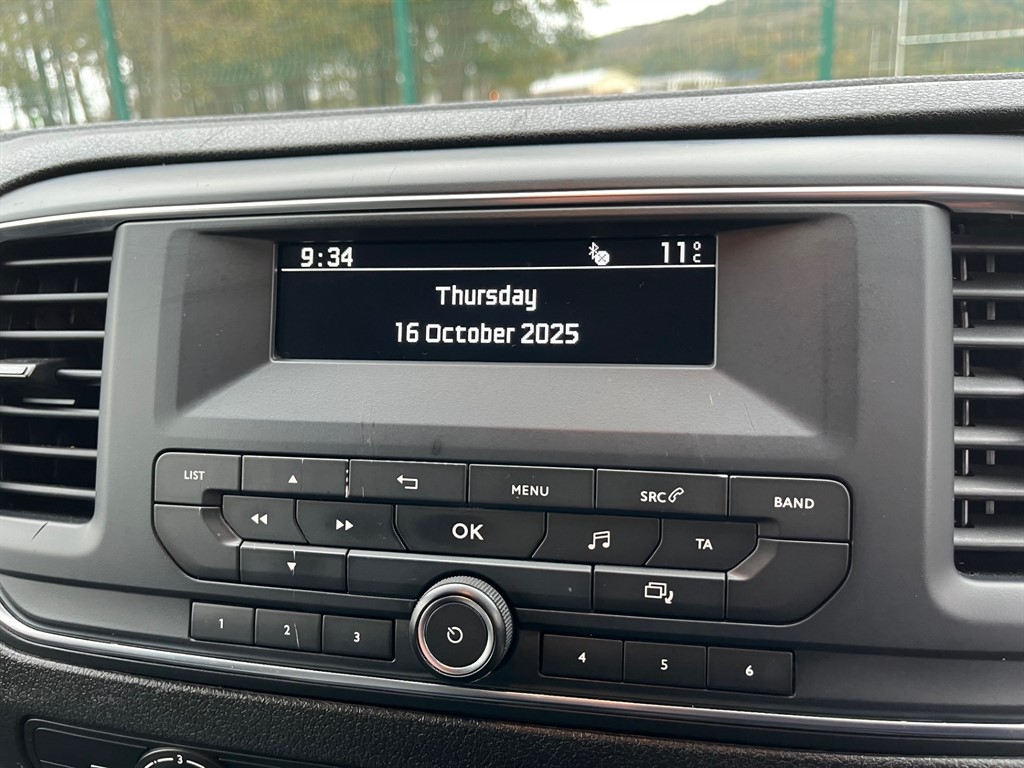 9:34 11°C
Thursday
16 October 2025
LIST MENU SRC BAND
OK TA
1 2 3
4 5 6
3